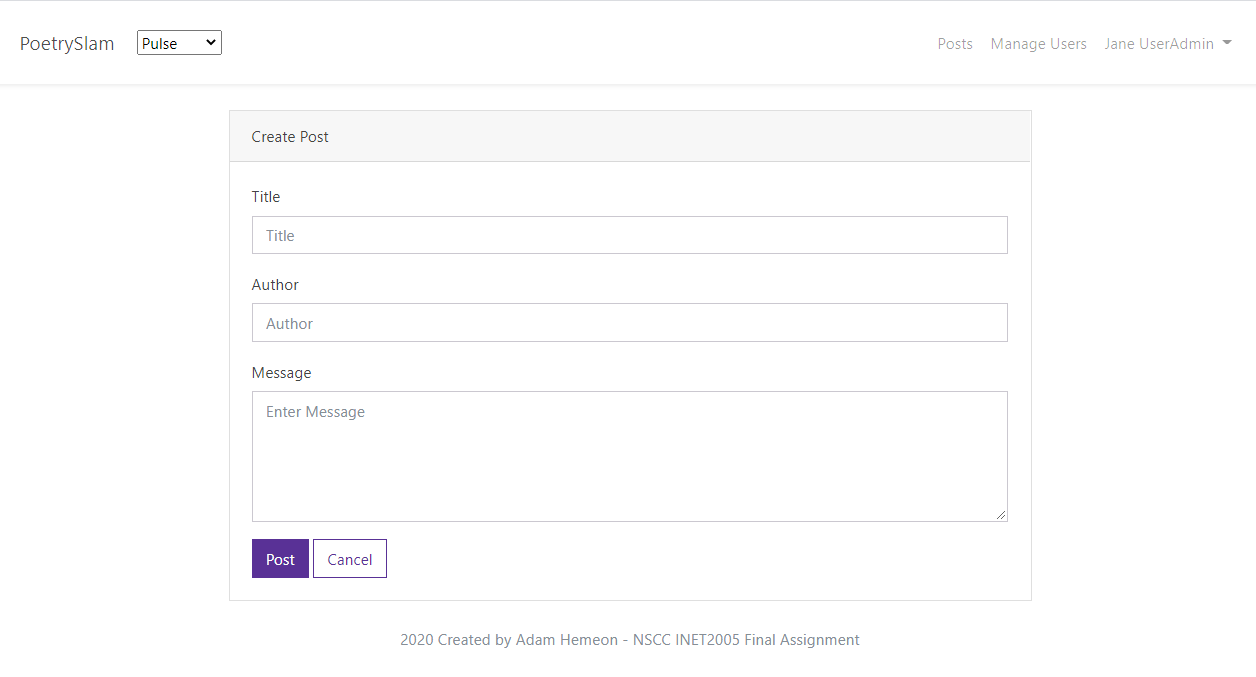 PoetrySlam Pulse Posts Manage Users Jane UserAdmin
Create Post
Title
Title
Author
Author
Message
Enter Message
Post Cancel
2020 Created by Adam Hemeon - NSCC INET2005 Final Assignment